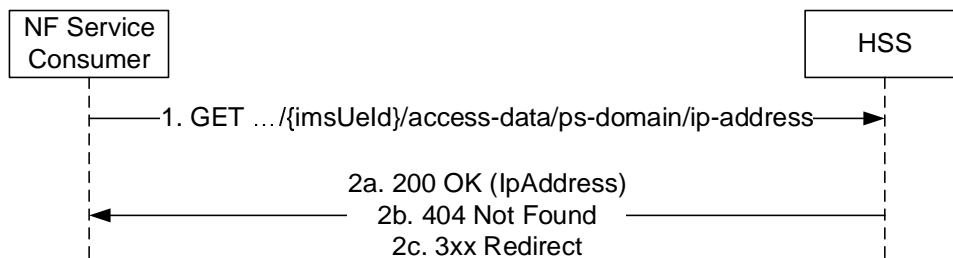 NF Service
Consumer
HSS
1. GET …/{imsUeId}/access-data/ps-domain/ip-address
2a. 200 OK (IpAddress)
2b. 404 Not Found
2c. 3xx Redirect